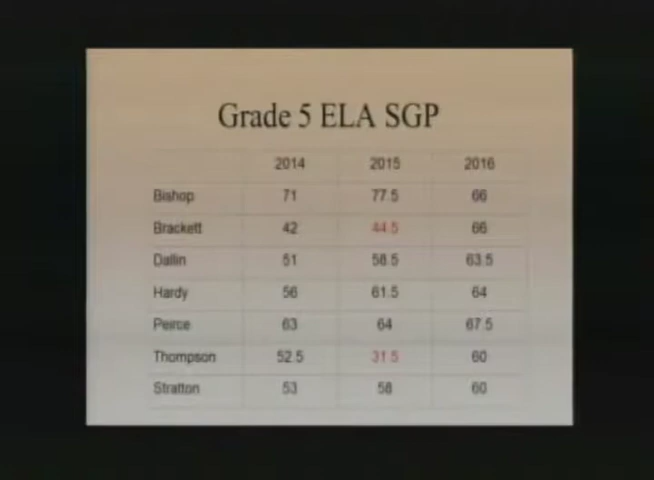 Grade 5 ELA SGP
2014 2015 2016
Bishop 71 77.5 66
Brackett 42 44.5 66
Dallin 51 58.5 63.5
Hardy 56 61.5 64
Peirce 63 64 67.5
Thompson 52.5 31.5 60
Stratton 53 58 60